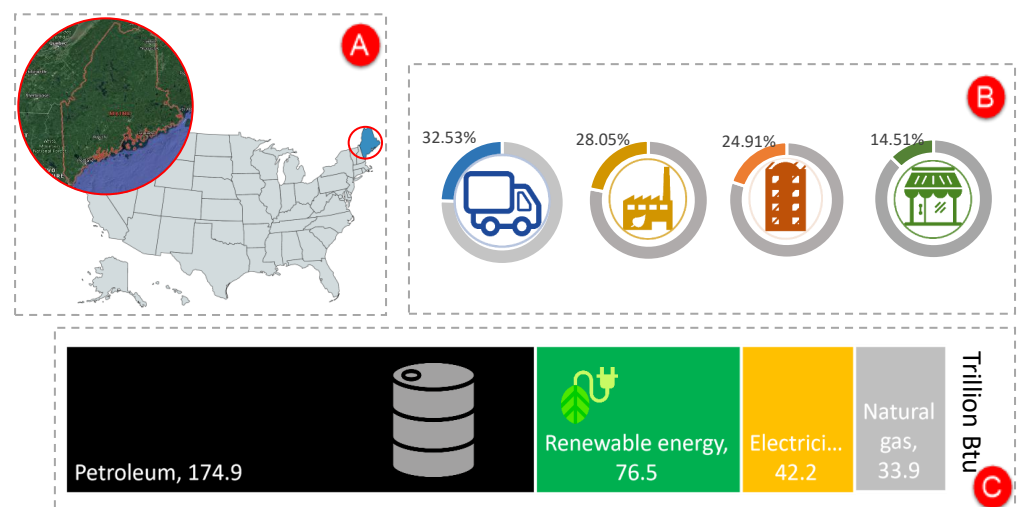 A
B
32.53%
28.05%
24.91%
14.51%
Petroleum, 174.9
Renewable energy,
76.5
Electrici...
42.2
Natural
gas,
33.9
Trillion Btu
C